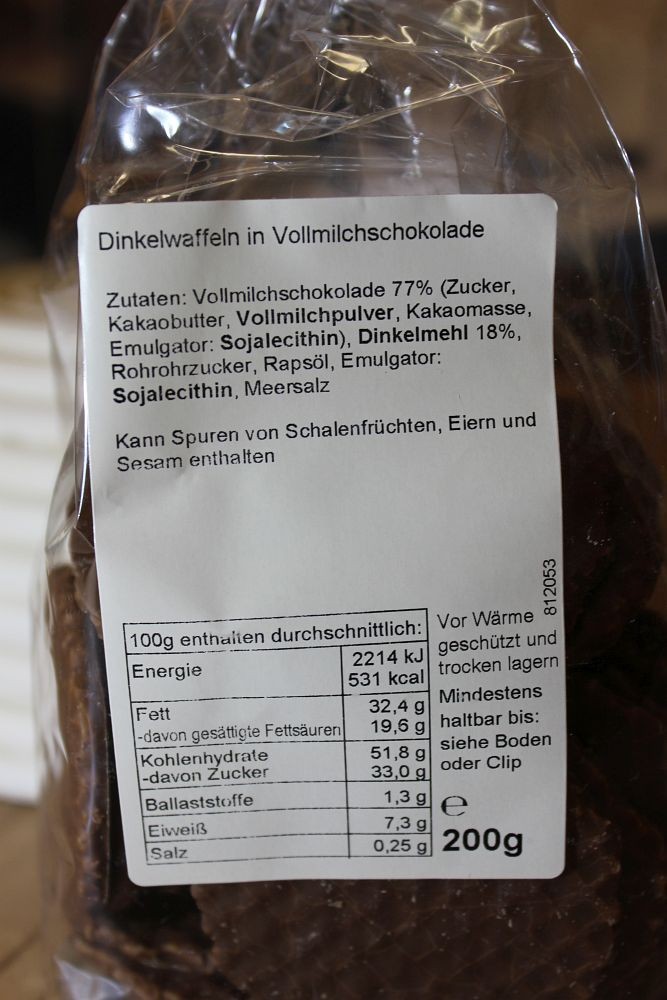 Dinkelwaffeln in Vollmilchschokolade
Zutaten: Vollmilchschokolade 77% (Zucker,
Kakaobutter, Vollmilchpulver, Kakaomasse,
Emulgator: Sojalecithin), Dinkelmehl 18%,
Rohrohrzucker, Rapsöl, Emulgator:
Sojalecithin, Meersalz
Kann Spuren von Schalenfrüchten, Eiern und
Sesam enthalten
100g enthalten durchschnittlich:
Energie 2214 kJ
531 kcal
Fett 32,4 g
-davon gesättigte Fettsäuren 19,6 g
Kohlenhydrate 51,8 g
-davon Zucker 33,0 g
Ballaststoffe 1,3 g
Eiweiß 7,3 g
Salz 0,25 g
Vor Wärme
geschützt und
trocken lagern
Mindestens
haltbar bis:
siehe Boden
oder Clip
℮
200g
812053